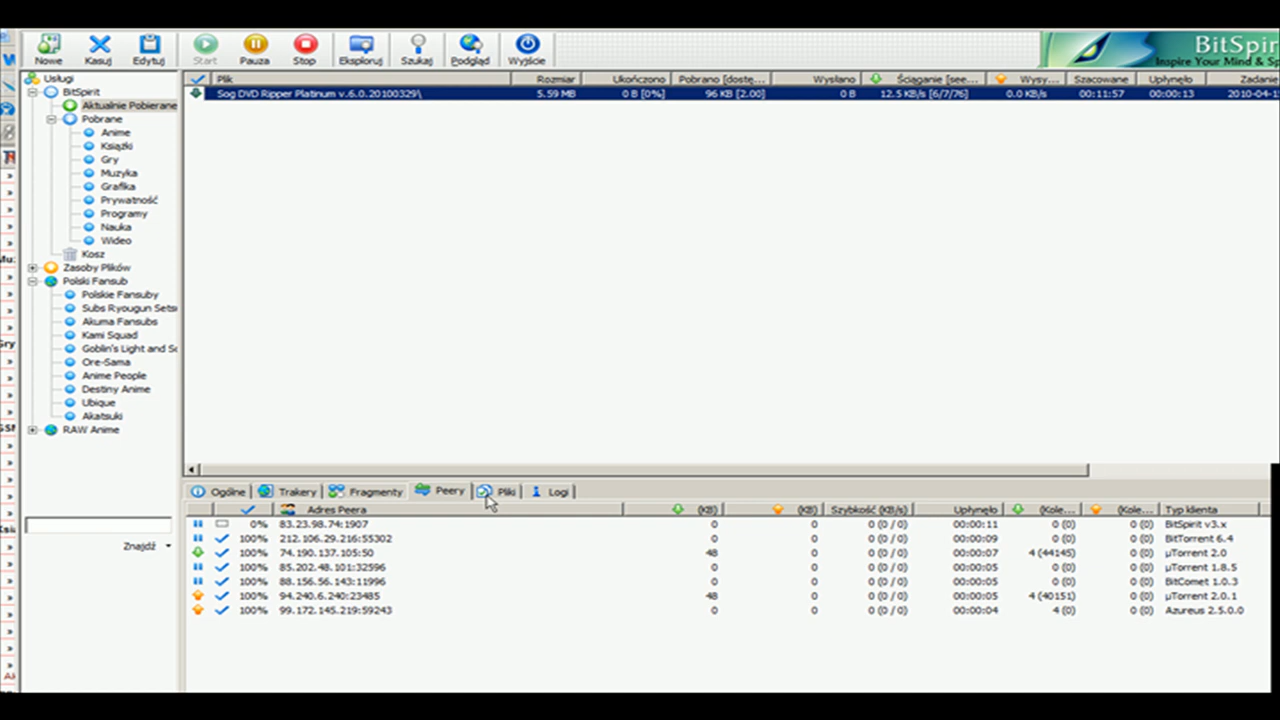 BitSpir
Inspire Your Mind & Sp
Nowe Kasuj Edytuj Start Pauza Stop Eksploruj Szukaj Podgląd Wyjście
Usługi
BitSpirit
Aktualnie Pobierane
Pobrane
Anime
Książki
Gry
Muzyka
Grafika
Prywatność
Programy
Nauka
Wideo
Kosz
Zasoby Plików
Polski Fansub
Polskie Fansuby
Subs Ryougun Sets
Akuma Fansubs
Kami Squad
Goblin's Light and Sc
Ore-Sama
Anime People
Destiny Anime
Ubique
Akatsuki
RAW Anime
Znajdź
Plik Rozmiar Ukończono Pobrano [dostę... Wysłano Ściąganie [see... Wysy... Szacowane Upłynęło Zadanie
Sog DVD Ripper Platinum v.6.0.20100329\ 5.59 MB 0 B [0%] 96 KB [2.00] 0 B 12.5 KB/s [6/7/76] 0.0 KB/s 00:11:57 00:00:13 2010-04-1
Ogólne Trakery Fragmenty Peery Pliki Logi
Adres Peera (KB) (KB) Szybkość (KB/s) Upłynęło (Kole... (Kole... Typ klienta
0% 83.23.98.74:1907 0 0 0 (0 / 0) 00:00:11 0 (0) 0 (0) BitSpirit v3.x
100% 212.106.29.216:55302 0 0 0 (0 / 0) 00:00:09 0 (0) 0 (0) BitTorrent 6.4
100% 74.190.137.105:50 48 0 0 (0 / 0) 00:00:07 4 (44145) 0 (0) µTorrent 2.0
100% 85.202.48.101:32596 0 0 0 (0 / 0) 00:00:05 0 (0) 0 (0) µTorrent 1.8.5
100% 88.156.56.143:11996 0 0 0 (0 / 0) 00:00:05 0 (0) 0 (0) BitComet 1.0.3
100% 94.240.6.240:23485 48 0 0 (0 / 0) 00:00:05 4 (40151) 0 (0) µTorrent 2.0.1
100% 99.172.145.219:59243 0 0 0 (0 / 0) 00:00:04 4 (0) 0 (0) Azureus 2.5.0.0